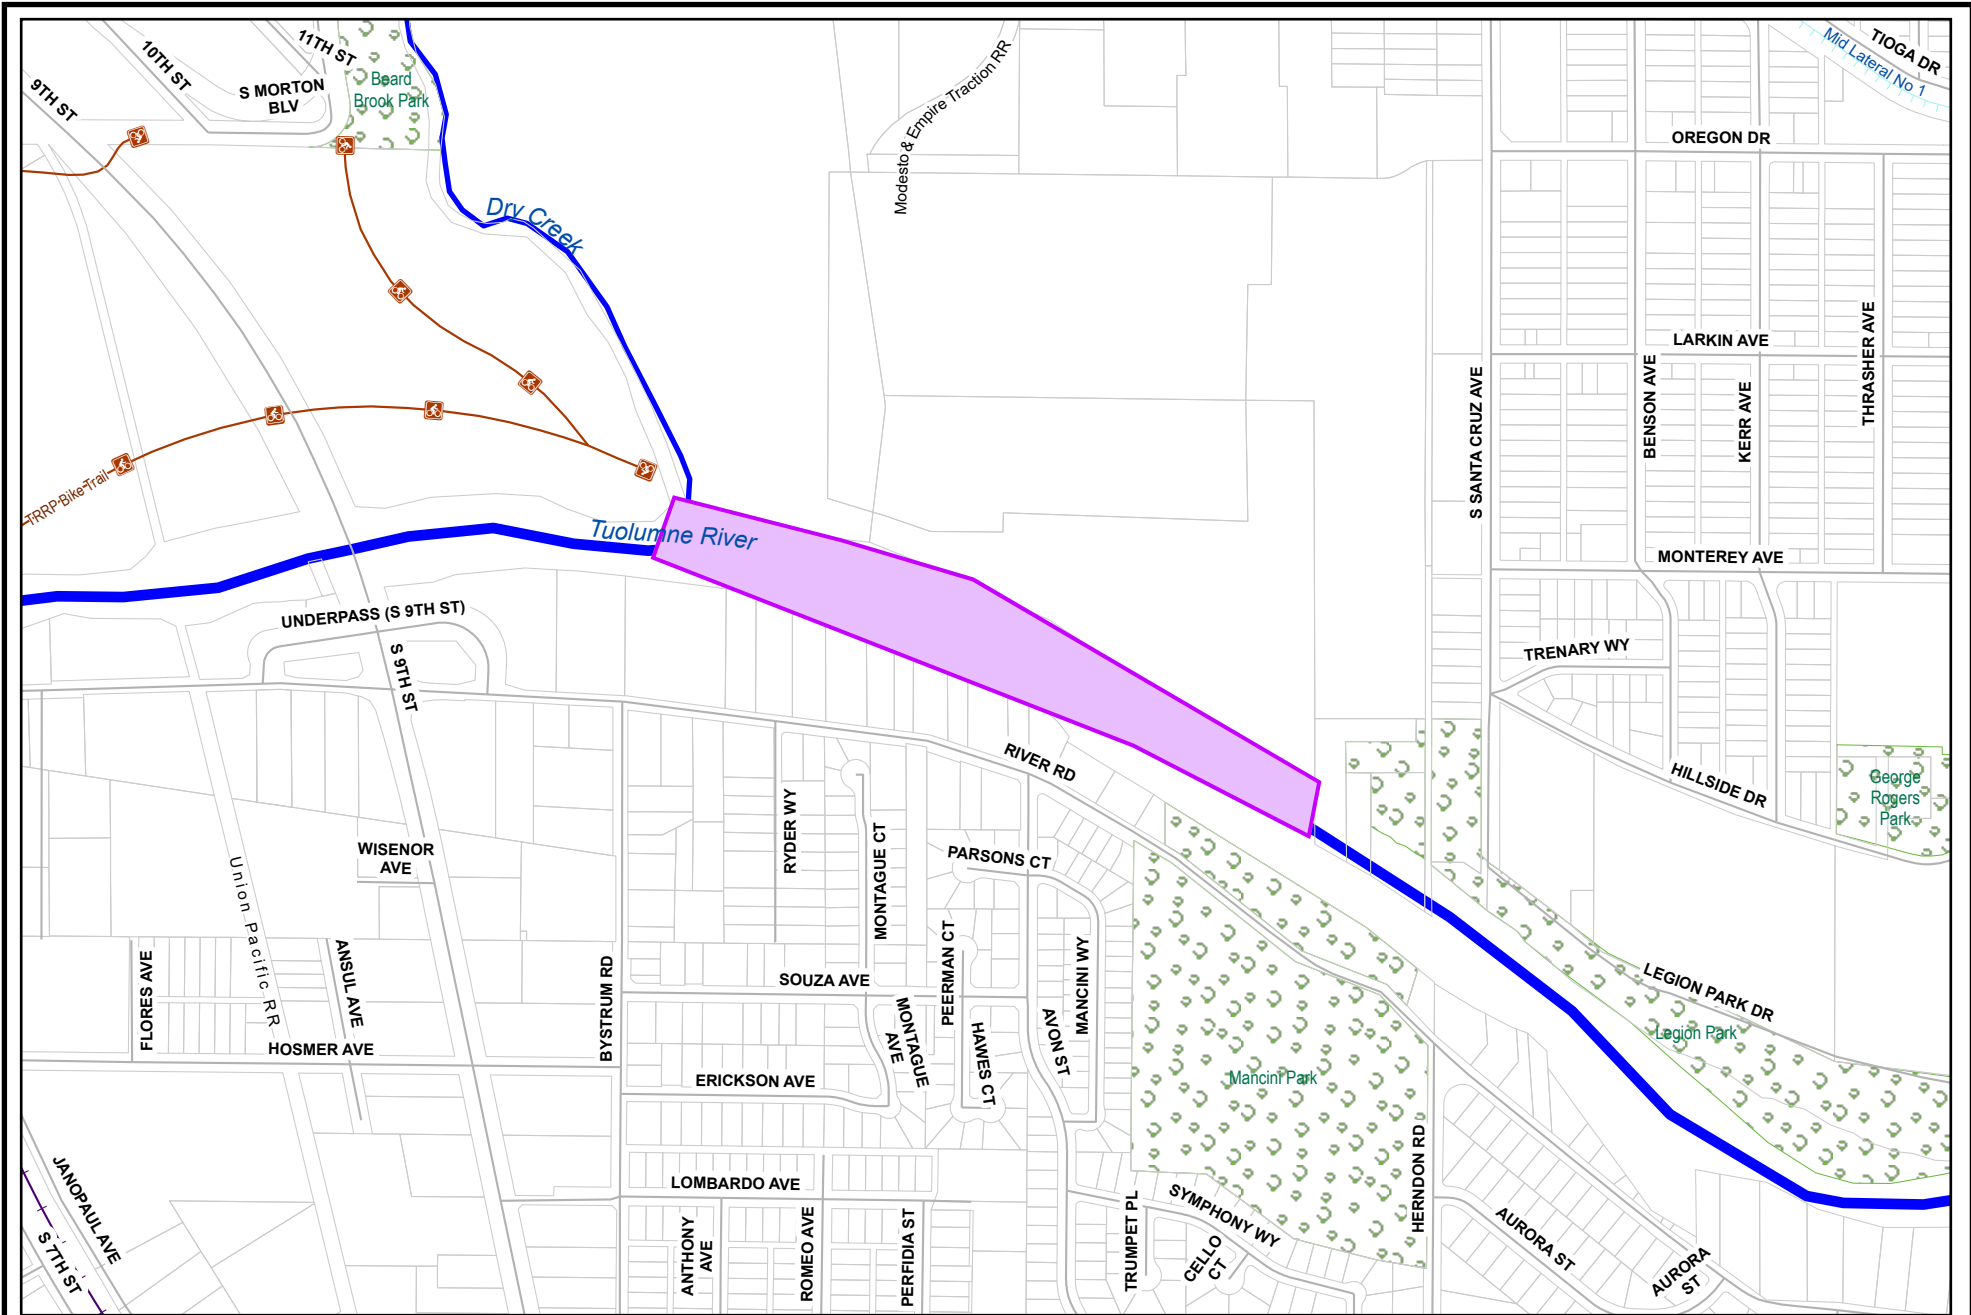 11TH ST
10TH ST
9TH ST
S MORTON
BLV
Beard
Brook Park
Modesto & Empire Traction RR
TIOGA DR
Mid Lateral No 1
OREGON DR
Dry Creek
LARKIN AVE
THRASHER AVE
BENSON AVE
KERR AVE
S SANTA CRUZ AVE
TRRP Bike Trail
Tuolumne River
MONTEREY AVE
UNDERPASS (S 9TH ST)
S 9TH ST
TRENARY WY
RIVER RD
HILLSIDE DR
George
Rogers
Park
RYDER WY
MONTAGUE CT
PARSONS CT
WISENOR
AVE
Union Pacific RR
FLORES AVE
ANSUL AVE
HOSMER AVE
BYSTRUM RD
SOUZA AVE
PEERMAN CT
MANCINI WY
MONTAGUE
AVE
HAWES CT
AVON ST
ERICKSON AVE
LEGION PARK DR
Legion Park
Mancini Park
HERNDON RD
JANOPAUL AVE
S 7TH ST
LOMBARDO AVE
ANTHONY
AVE
ROMEO AVE
PERFIDIA ST
TRUMPET PL
SYMPHONY WY
CELLO
CT
AURORA ST
AURORA
ST